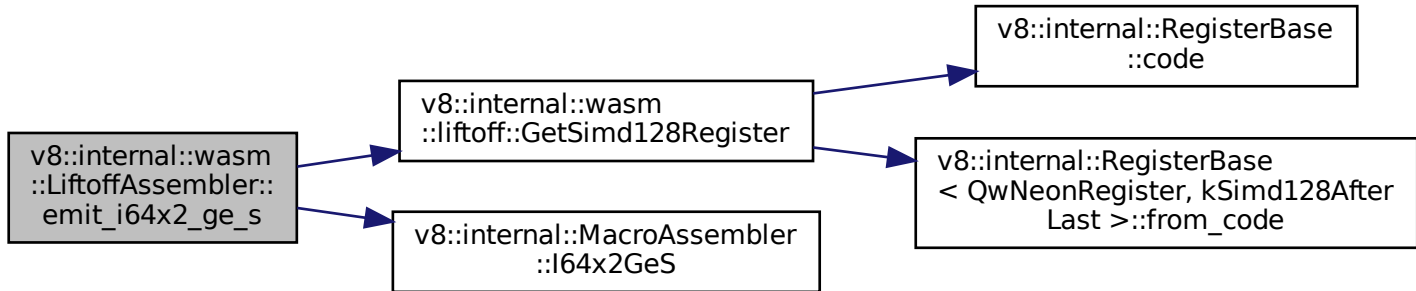 v8::internal::wasm
::LiftoffAssembler::
emit_i64x2_ge_s
v8::internal::wasm
::liftoff::GetSimd128Register
v8::internal::MacroAssembler
::I64x2GeS
v8::internal::RegisterBase
::code
v8::internal::RegisterBase
< QwNeonRegister, kSimd128After
Last >::from_code